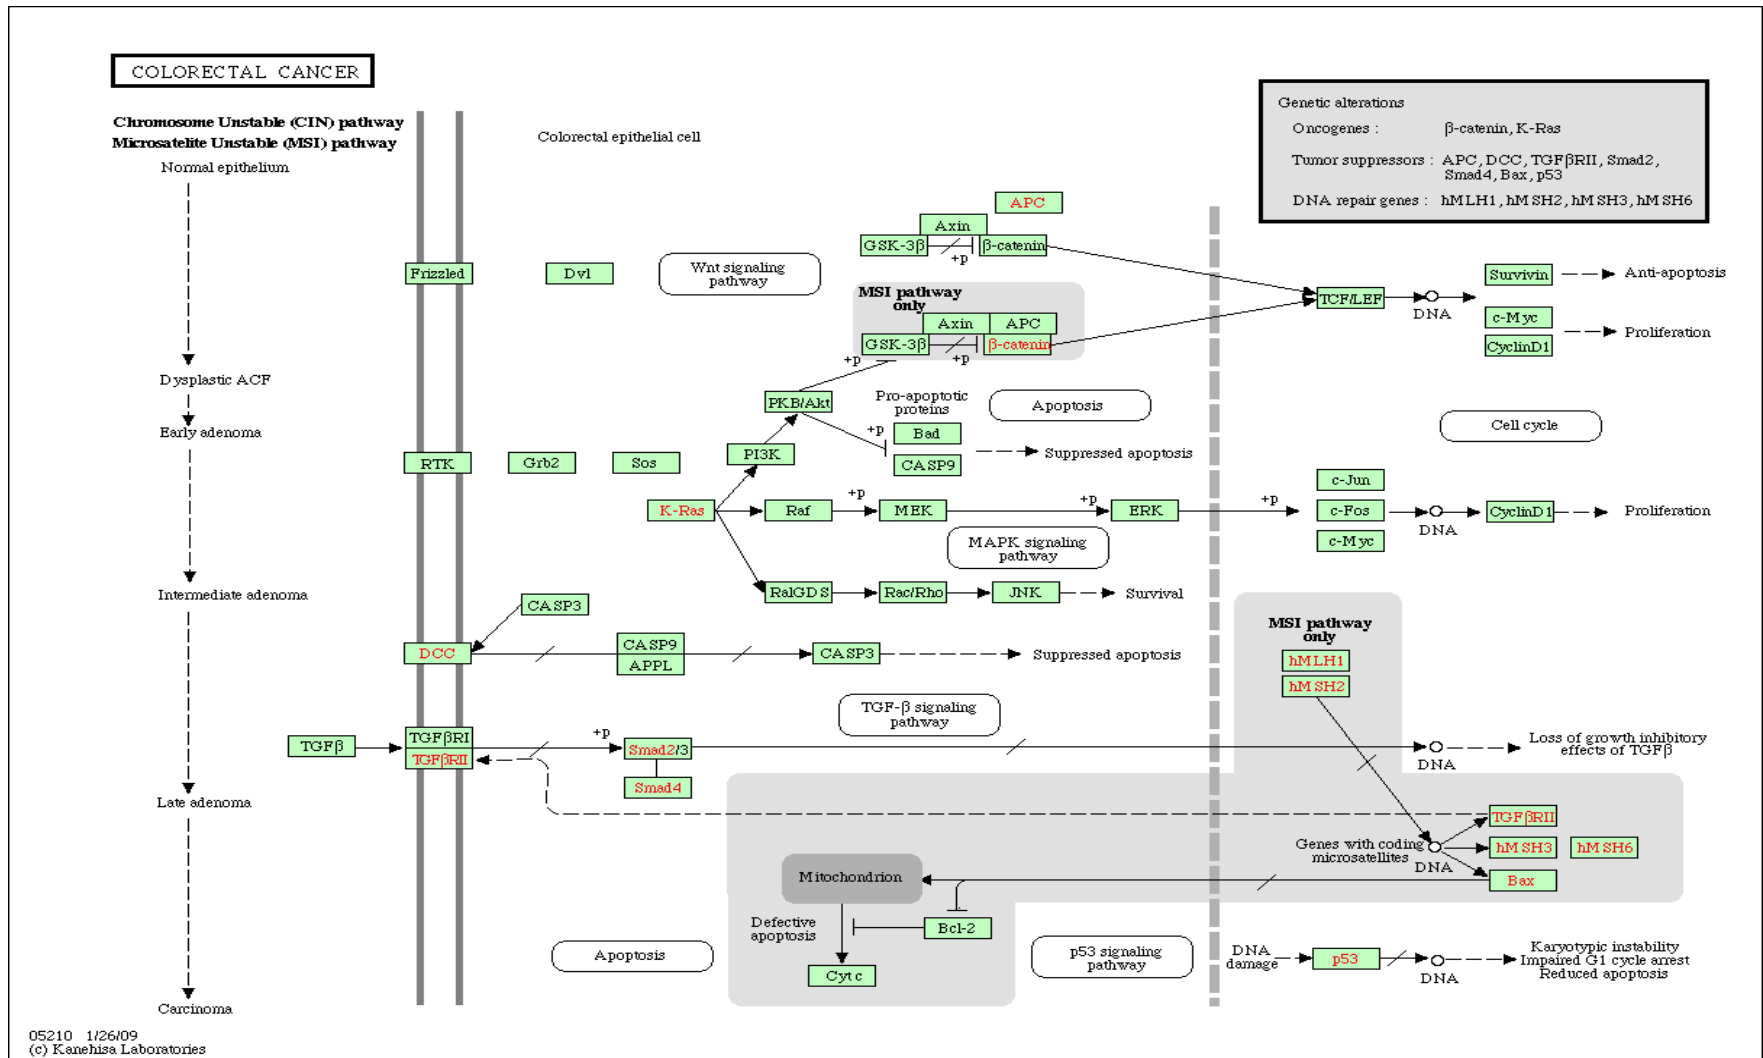 COLORECTAL CANCER
Chromosome Unstable (CIN) pathway
Microsatelite Unstable (MSI) pathway
Normal epithelium
Dysplastic ACF
Early adenoma
Intermediate adenoma
Late adenoma
Carcinoma
Colorectal epithelial cell
Genetic alterations
Oncogenes : β-catenin, K-Ras
Tumor suppressors : APC, DCC, TGFβRII, Smad2,
Smad4, Bax, p53
DNA repair genes : hMLH1, hMSH2, hMSH3, hMSH6
APC
Axin
GSK-3β
β-catenin
+p
Frizzled
Dvl
Wnt signaling
pathway
MSI pathway
only
Axin
APC
GSK-3β
β-catenin
+p
+p
TCF/LEF
DNA
Survivin
Anti-apoptosis
c-Myc
CyclinD1
Proliferation
PKB/Akt
Pro-apoptotic
proteins
Apoptosis
+p
Bad
CASP9
Suppressed apoptosis
Cell cycle
RTK
Grb2
Sos
PI3K
K-Ras
Raf
+p
MEK
+p
ERK
+p
c-Jun
c-Fos
c-Myc
DNA
CyclinD1
Proliferation
MAPK signaling
pathway
RalGDS
Rac/Rho
JNK
Survival
CASP3
DCC
CASP9
APPL
CASP3
Suppressed apoptosis
MSI pathway
only
hMLH1
hMSH2
TGF-β signaling
pathway
TGFβ
TGFβRI
TGFβRII
+p
Smad2/3
Smad4
DNA
Loss of growth inhibitory
effects of TGFβ
Genes with coding
microsatellites
DNA
TGFβRII
hMSH3
hMSH6
Bax
Mitochondrion
Defective
apoptosis
Bcl-2
Cyt c
Apoptosis
p53 signaling
pathway
DNA
damage
p53
DNA
Karyotypic instability
Impaired G1 cycle arrest
Reduced apoptosis
05210 1/26/09
(c) Kanehisa Laboratories